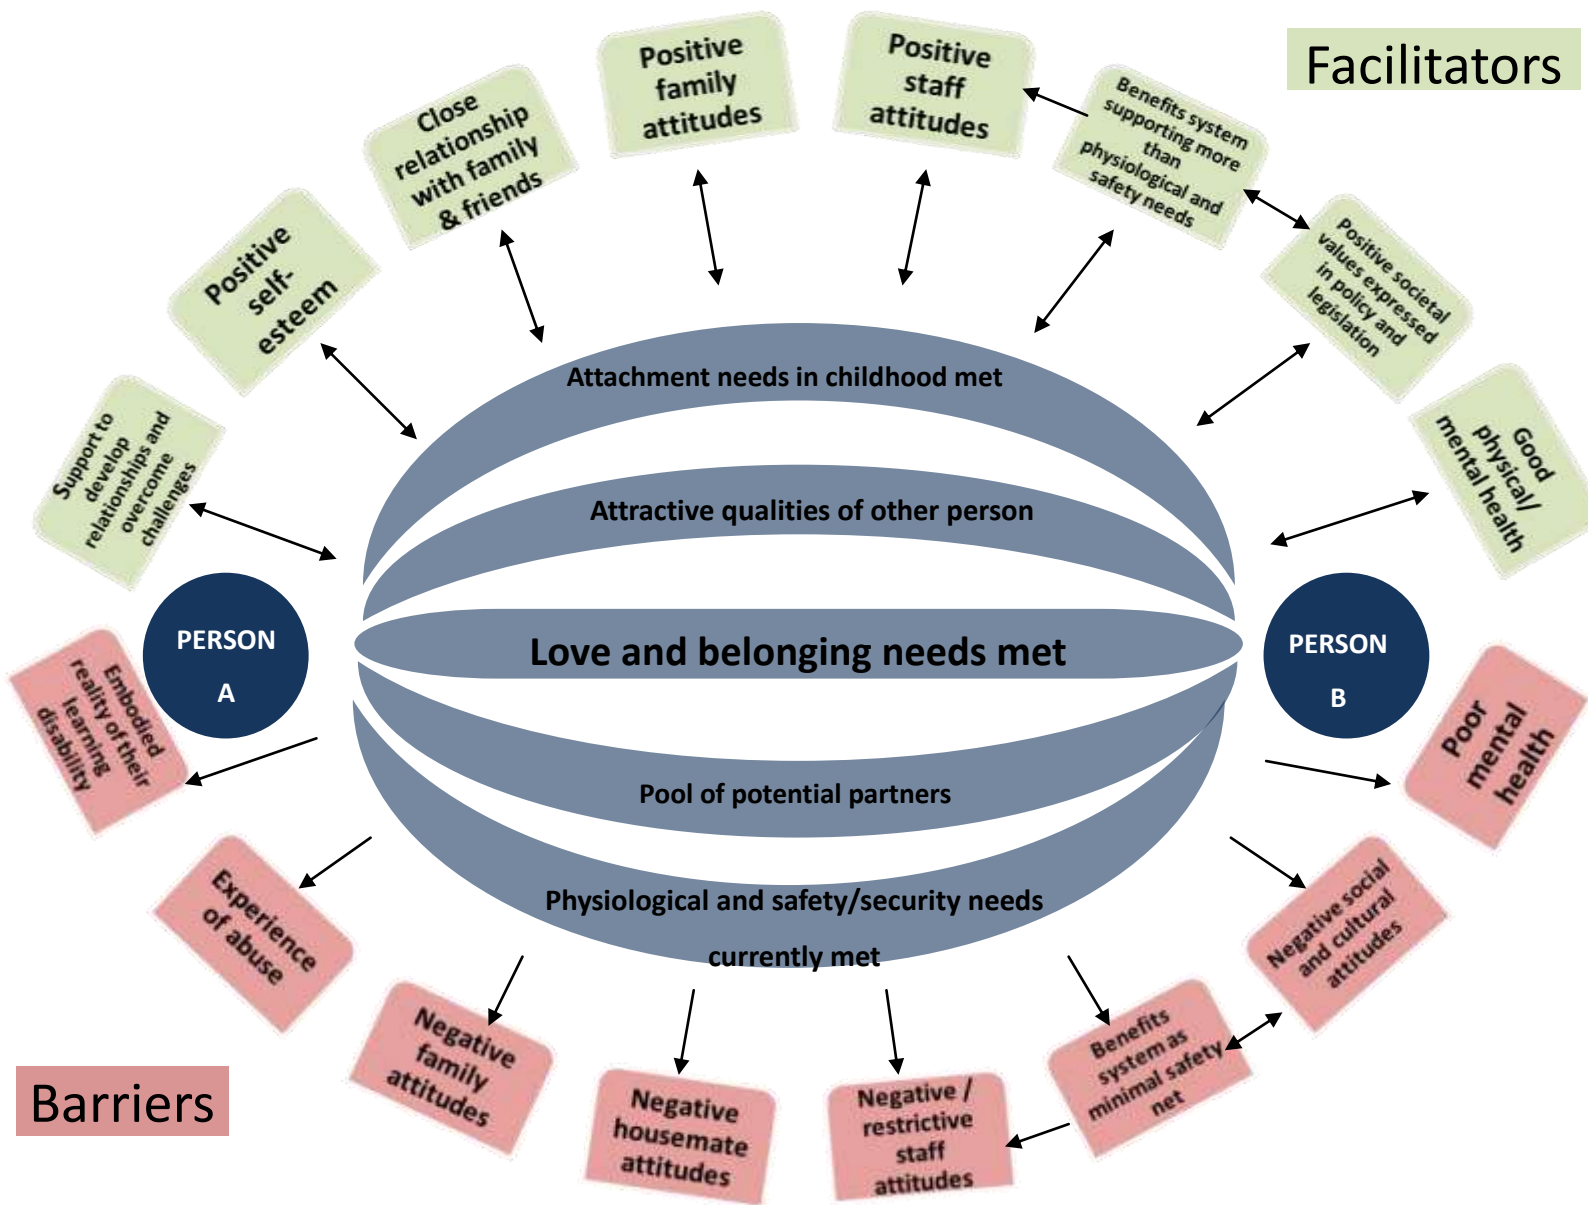 Facilitators
Positive
family
attitudes
Positive
staff
attitudes
Close
relationship
with family
& friends
Benefits system
supporting more
than
physiological and
safety needs
Positive
self-
esteem
Positive societal
values expressed
in policy and
legislation
Support to
develop
relationships and
overcome
challenges
Good
physical/
mental health
Attachment needs in childhood met
Attractive qualities of other person
PERSON
A
Love and belonging needs met
PERSON
B
Pool of potential partners
Physiological and safety/security needs
currently met
Embodied
reality of their
learning
disability
Poor
mental
health
Experience
of abuse
Negative social
and cultural
attitudes
Negative
family
attitudes
Benefits
system as
minimal safety
net
Negative
housemate
attitudes
Negative /
restrictive
staff
attitudes
Barriers